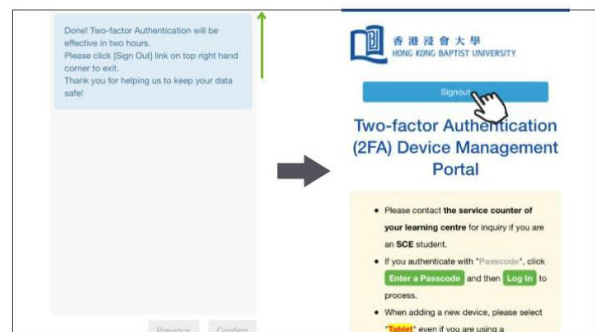 Done! Two-factor Authentication will be
effective in two hours.
Please click [Sign Out] link on top right hand
corner to exit.
Thank you for helping us to keep your data
safe!
Previous Confirm
香港浸會大學
HONG KONG BAPTIST UNIVERSITY
Signout
Two-factor Authentication
(2FA) Device Management
Portal
• Please contact the service counter of
your learning centre for inquiry if you are
an SCE student.
• If you authenticate with "Passcode", click
Enter a Passcode and then Log In to
process.
• When adding a new device, please select
"Tablet" even if you are using a